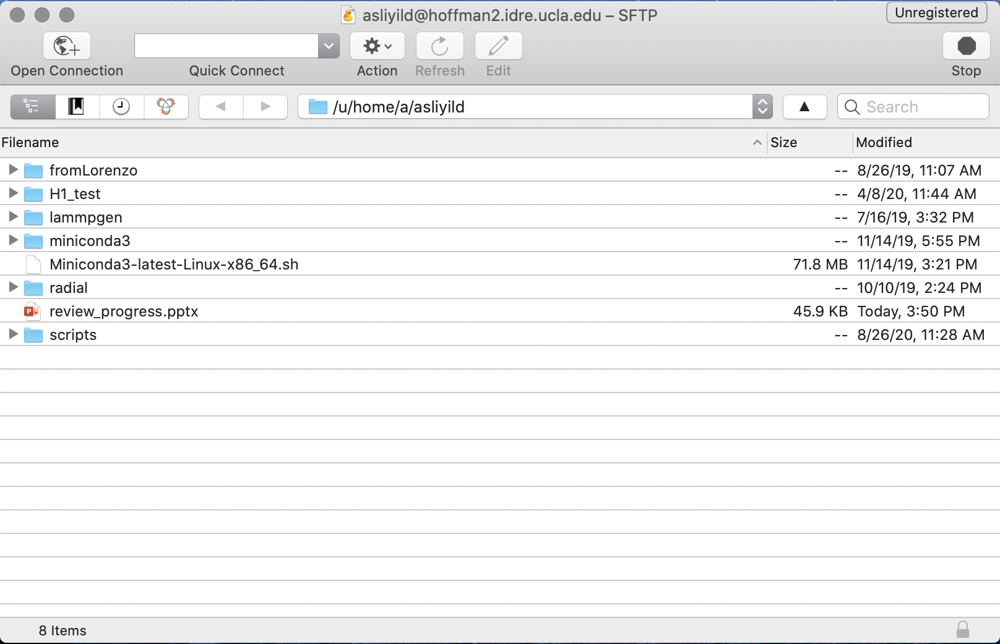 asliyild@hoffman2.idre.ucla.edu – SFTP
Unregistered
Open Connection
Quick Connect
Action
Refresh
Edit
Stop
/u/home/a/asliyild
Search
Filename Size Modified
fromLorenzo -- 8/26/19, 11:07 AM
H1_test -- 4/8/20, 11:44 AM
lammpgen -- 7/16/19, 3:32 PM
miniconda3 -- 11/14/19, 5:55 PM
Miniconda3-latest-Linux-x86_64.sh 71.8 MB 11/14/19, 3:21 PM
radial -- 10/10/19, 2:24 PM
review_progress.pptx 45.9 KB Today, 3:50 PM
scripts -- 8/26/20, 11:28 AM
8 Items